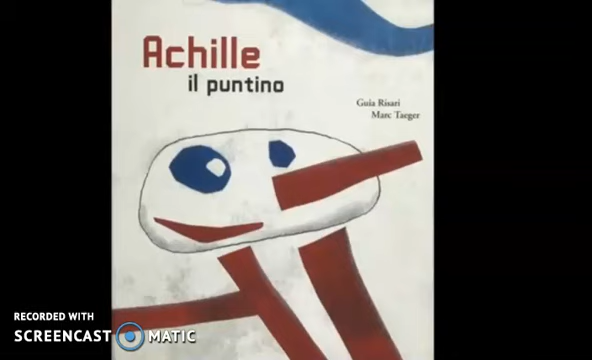 Achille
il puntino
Guia Risari
Marc Taeger
RECORDED WITH
SCREENCAST MATIC